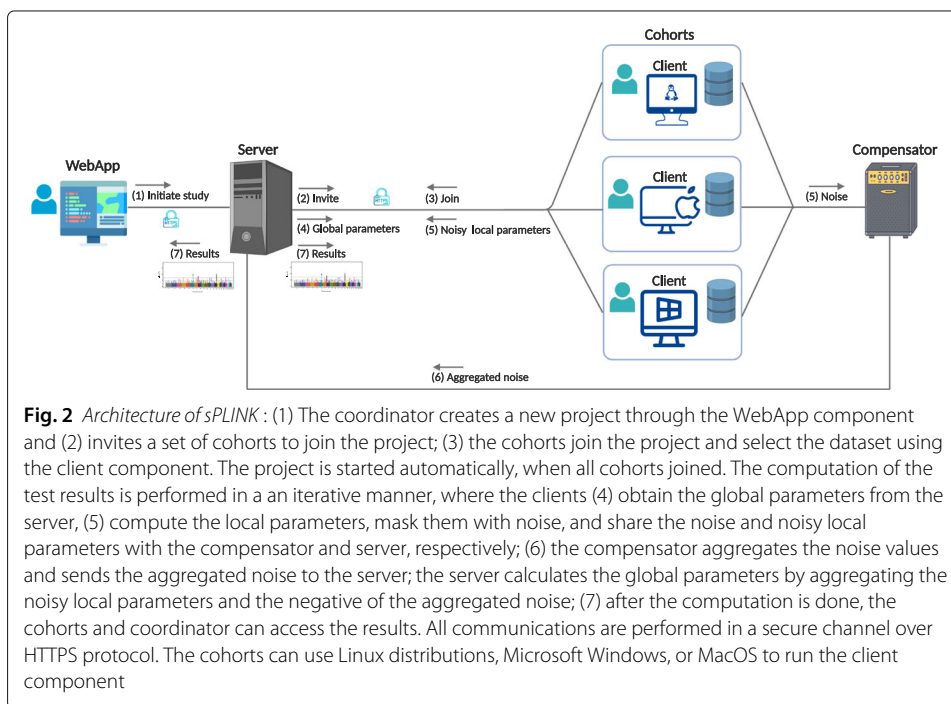 Cohorts
Client
WebApp
Server
Compensator
(1) Initiate study
(2) Invite
HTTPS
(3) Join
Client
(5) Noise
HTTPS
(4) Global parameters
(5) Noisy local parameters
(7) Results
(7) Results
Client
(6) Aggregated noise
Fig. 2 Architecture of sPLINK : (1) The coordinator creates a new project through the WebApp component
and (2) invites a set of cohorts to join the project; (3) the cohorts join the project and select the dataset using
the client component. The project is started automatically, when all cohorts joined. The computation of the
test results is performed in a an iterative manner, where the clients (4) obtain the global parameters from the
server, (5) compute the local parameters, mask them with noise, and share the noise and noisy local
parameters with the compensator and server, respectively; (6) the compensator aggregates the noise values
and sends the aggregated noise to the server; the server calculates the global parameters by aggregating the
noisy local parameters and the negative of the aggregated noise; (7) after the computation is done, the
cohorts and coordinator can access the results. All communications are performed in a secure channel over
HTTPS protocol. The cohorts can use Linux distributions, Microsoft Windows, or MacOS to run the client
component